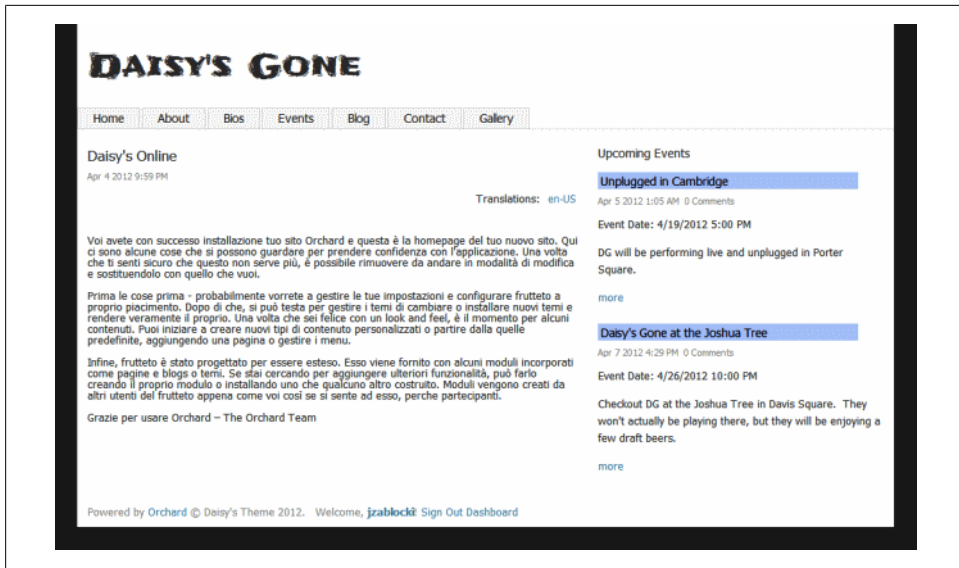 DAISY'S GONE
Home About Bios Events Blog Contact Gallery
Daisy's Online
Apr 4 2012 9:59 PM
Translations: en-US
Voi avete con successo installazione tuo sito Orchard e questa è la homepage del tuo nuovo sito. Qui
ci sono alcune cose che si possono guardare per prendere confidenza con l'applicazione. Una volta
che ti senti sicuro che questo non serve più, è possibile rimuovere da andare in modalità di modifica
e sostituendolo con quello che vuoi.
Prima le cose prima - probabilmente vorrete a gestire le tue impostazioni e configurare frutteto a
proprio piacimento. Dopo di che, si può testa per gestire i temi di cambiare o installare nuovi temi e
rendere veramente il proprio. Una volta che sei felice con un look and feel, è il momento per alcuni
contenuti. Puoi iniziare a creare nuovi tipi di contenuto personalizzati o partire dalla quelle
predefinite, aggiungendo una pagina o gestire i menu.
Infine, frutteto è stato progettato per essere esteso. Esso viene fornito con alcuni moduli incorporati
come pagine e blogs o temi. Se stai cercando per aggiungere ulteriori funzionalità, può farlo
creando il proprio modulo o installando uno che qualcuno altro costruito. Moduli vengono creati da
altri utenti del frutteto appena come voi così se si sente ad esso, perche partecipanti.
Grazie per usare Orchard – The Orchard Team
Upcoming Events
Unplugged in Cambridge
Apr 5 2012 1:05 AM 0 Comments
Event Date: 4/19/2012 5:00 PM
DG will be performing live and unplugged in Porter
Square.
more
Daisy's Gone at the Joshua Tree
Apr 7 2012 4:29 PM 0 Comments
Event Date: 4/26/2012 10:00 PM
Checkout DG at the Joshua Tree in Davis Square. They
won't actually be playing there, but they will be enjoying a
few draft beers.
more
Powered by Orchard © Daisy's Theme 2012. Welcome, jzablocki! Sign Out Dashboard